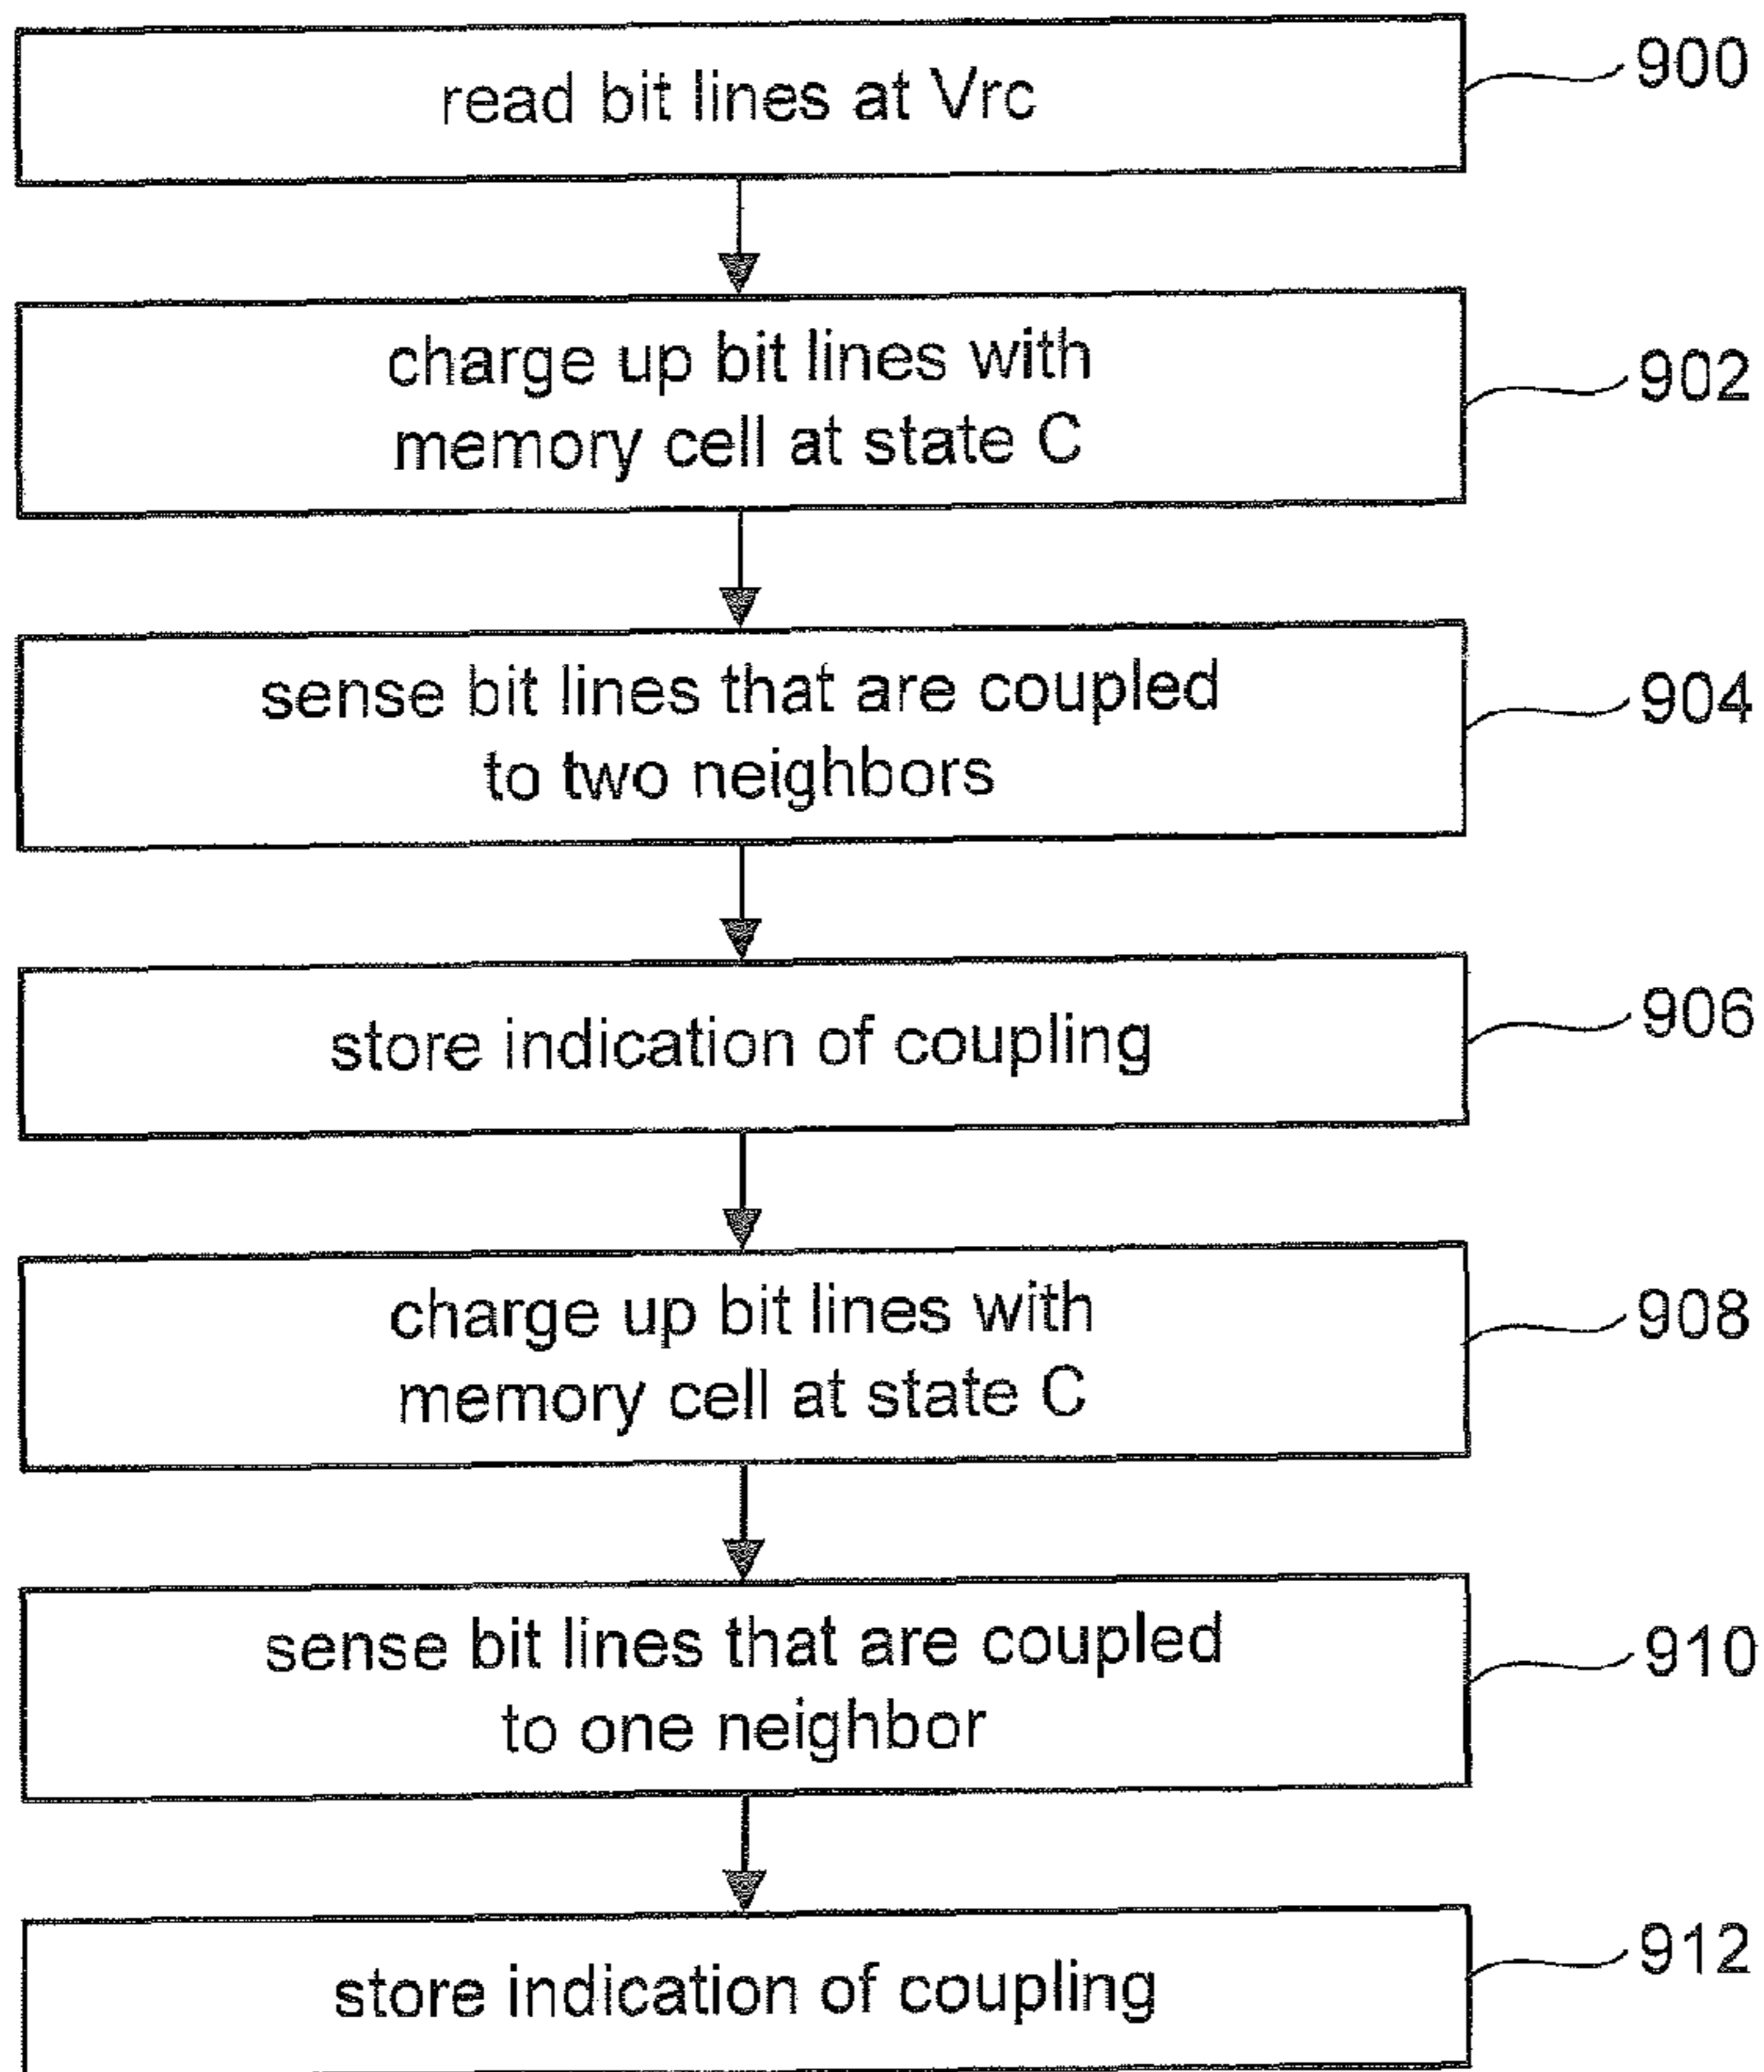 read bit lines at Vrc
900
charge up bit lines with
memory cell at state C
902
sense bit lines that are coupled
to two neighbors
904
store indication of coupling
906
charge up bit lines with
memory cell at state C
908
sense bit lines that are coupled
to one neighbor
910
store indication of coupling
912